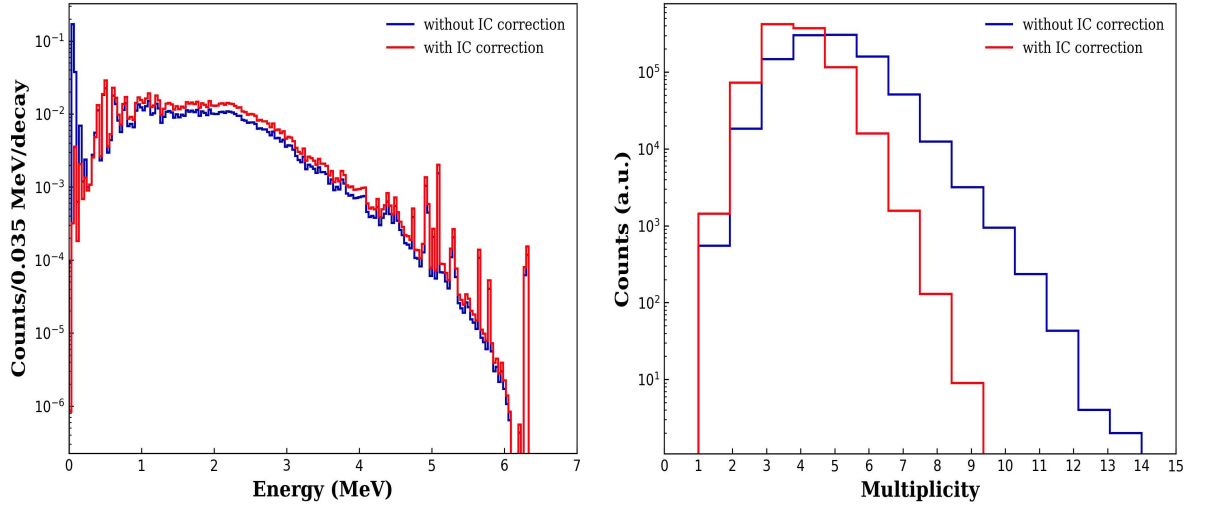 without IC correction
with IC correction
10⁻¹
10⁻²
10⁻³
10⁻⁴
10⁻⁵
10⁻⁶
Counts/0.035 MeV/decay
0 1 2 3 4 5 6 7
Energy (MeV)
without IC correction
with IC correction
10⁵
10⁴
10³
10²
10¹
Counts (a.u.)
0 1 2 3 4 5 6 7 8 9 10 11 12 13 14 15
Multiplicity